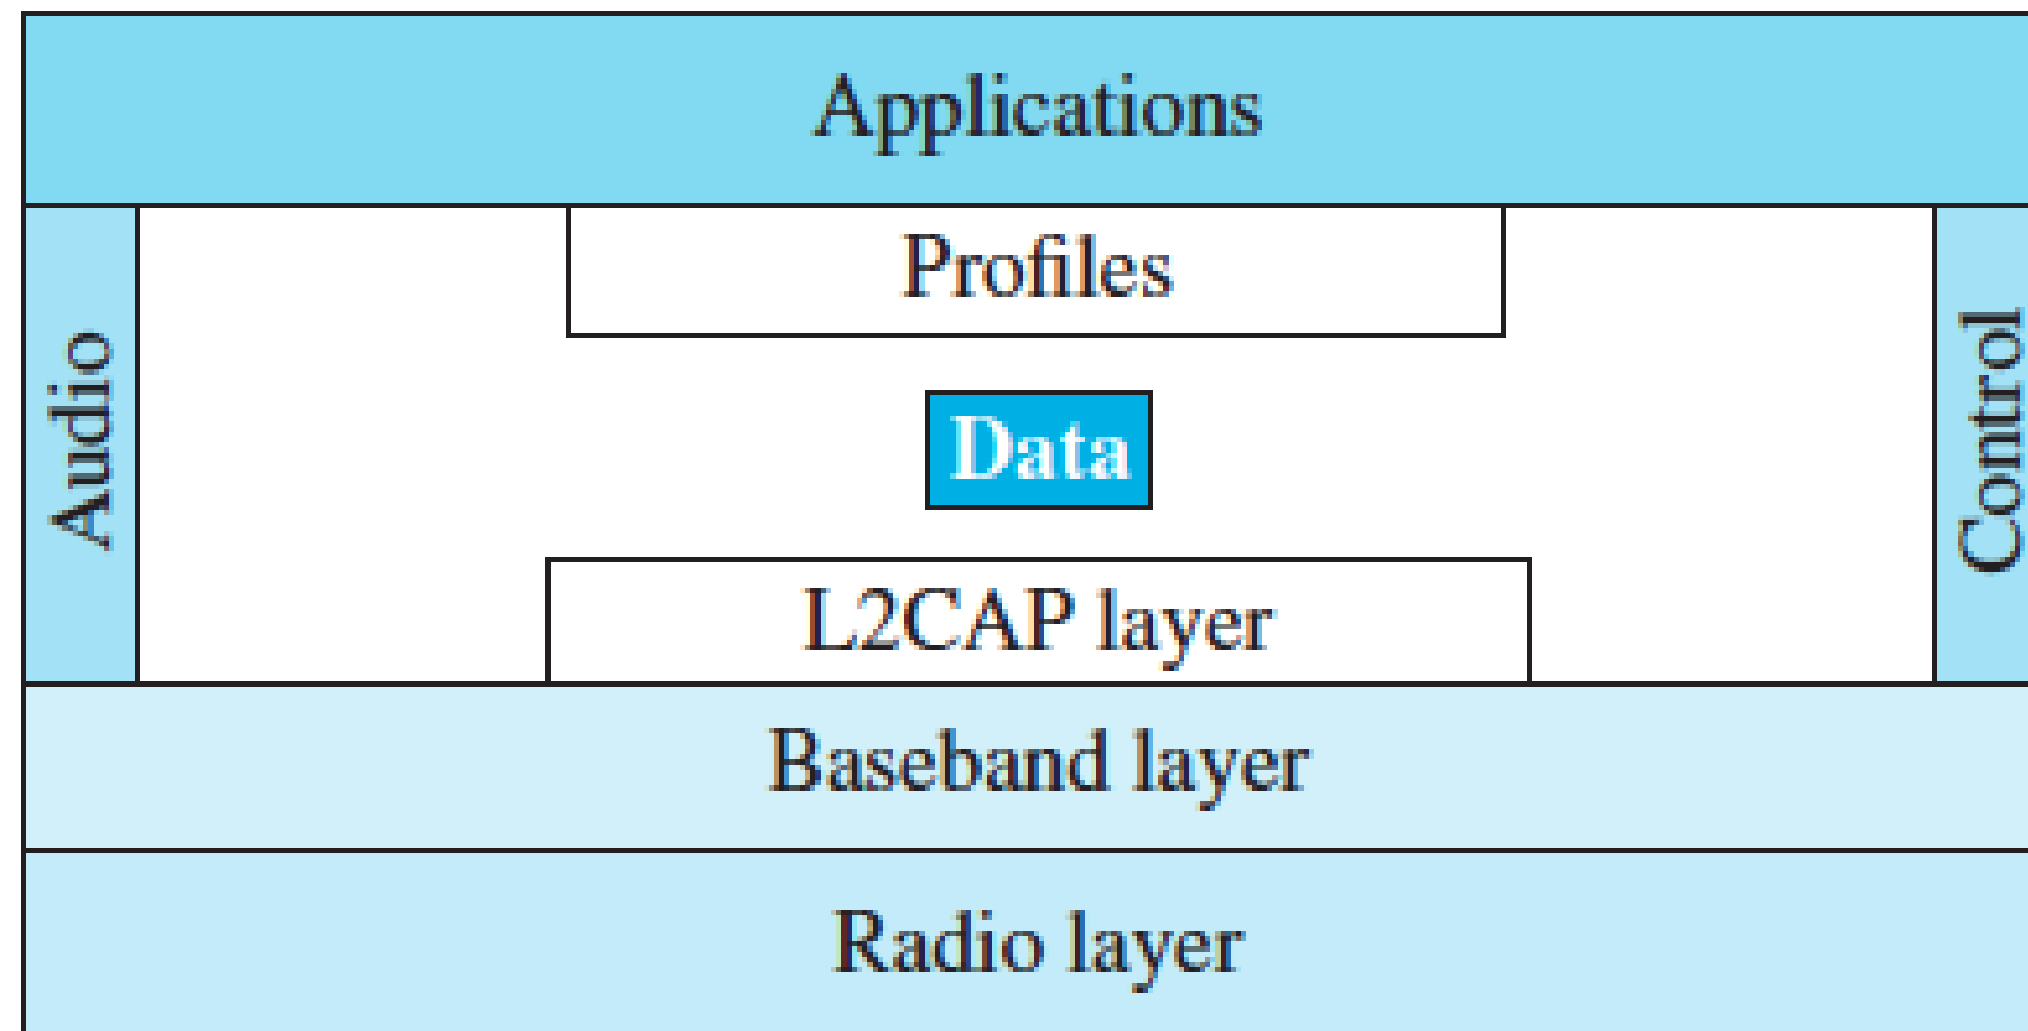 Applications
Profiles
Audio
Data
Control
L2CAP layer
Baseband layer
Radio layer